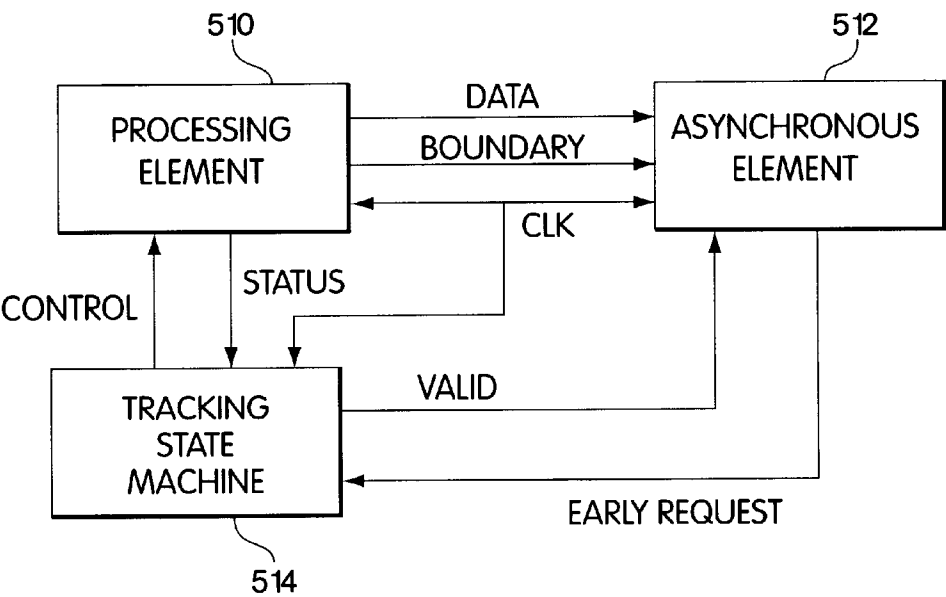 510
512
PROCESSING
ELEMENT
DATA
BOUNDARY
CLK
ASYNCHRONOUS
ELEMENT
CONTROL
STATUS
TRACKING
STATE
MACHINE
VALID
EARLY REQUEST
514